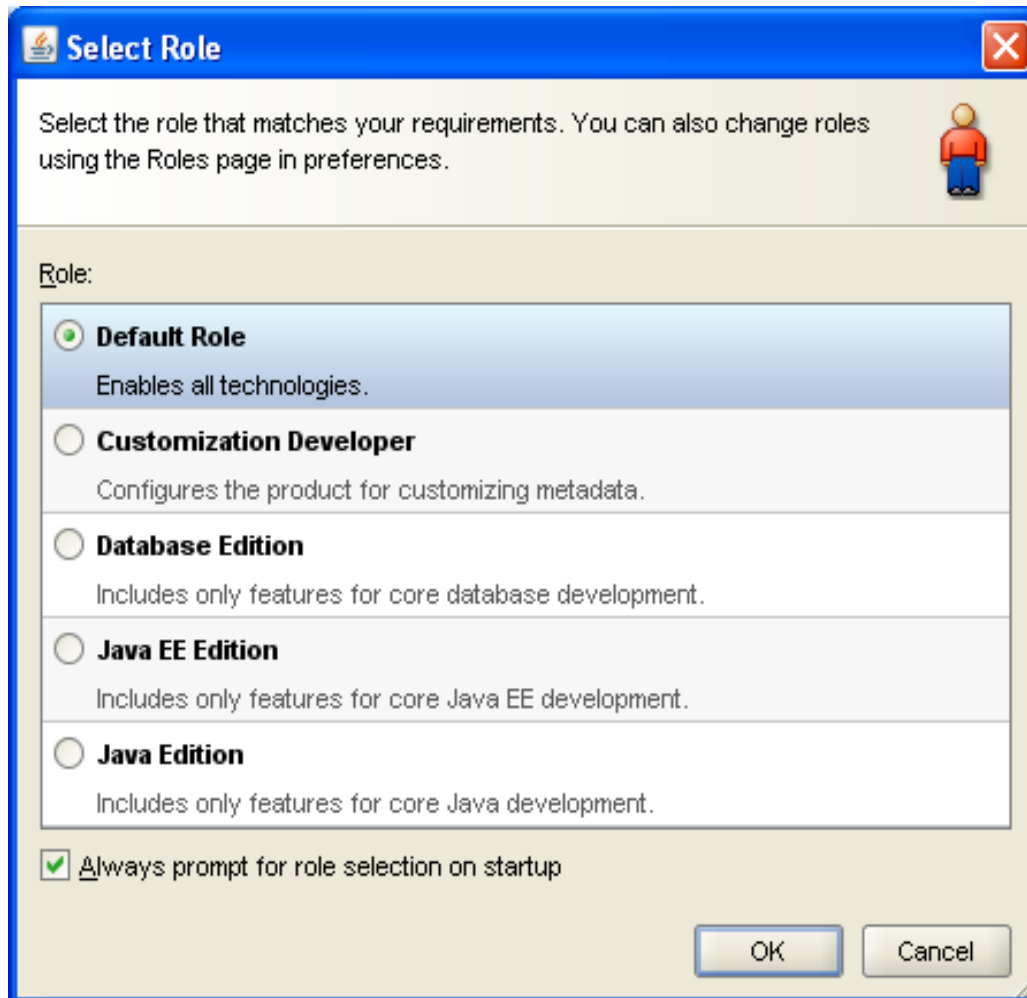 Select Role
Select the role that matches your requirements. You can also change roles
using the Roles page in preferences.
Role:
Default Role
Enables all technologies.
Customization Developer
Configures the product for customizing metadata.
Database Edition
Includes only features for core database development.
Java EE Edition
Includes only features for core Java EE development.
Java Edition
Includes only features for core Java development.
Always prompt for role selection on startup
OK
Cancel